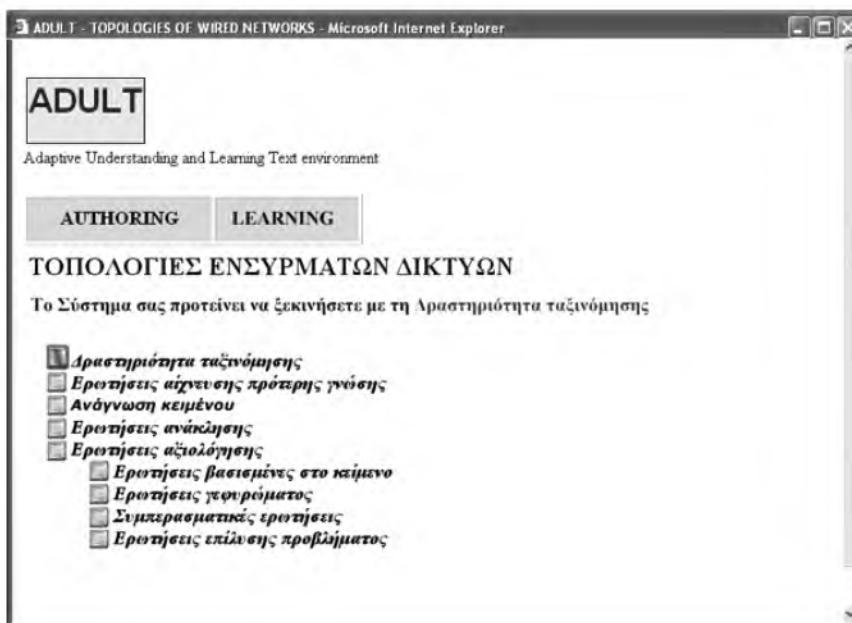 ADULT - TOPOLOGIES OF WIRED NETWORKS - Microsoft Internet Explorer
ADULT
Adaptive Understanding and Learning Text environment
AUTHORING LEARNING
ΤΟΠΟΛΟΓΙΕΣ ΕΝΣΥΡΜΑΤΩΝ ΔΙΚΤΥΩΝ
Το Σύστημα σας προτείνει να ξεκινήσετε με τη Δραστηριότητα ταξινόμησης
Δραστηριότητα ταξινόμησης
Ερωτήσεις αίχνευσης πρότερης γνώσης
Ανάγνωση κειμένου
Ερωτήσεις ανάκλησης
Ερωτήσεις αξιολόγησης
Ερωτήσεις βασισμένες στο κείμενο
Ερωτήσεις γεφυρώματος
Συμπερασματικές ερωτήσεις
Ερωτήσεις επίλυσης προβλήματος